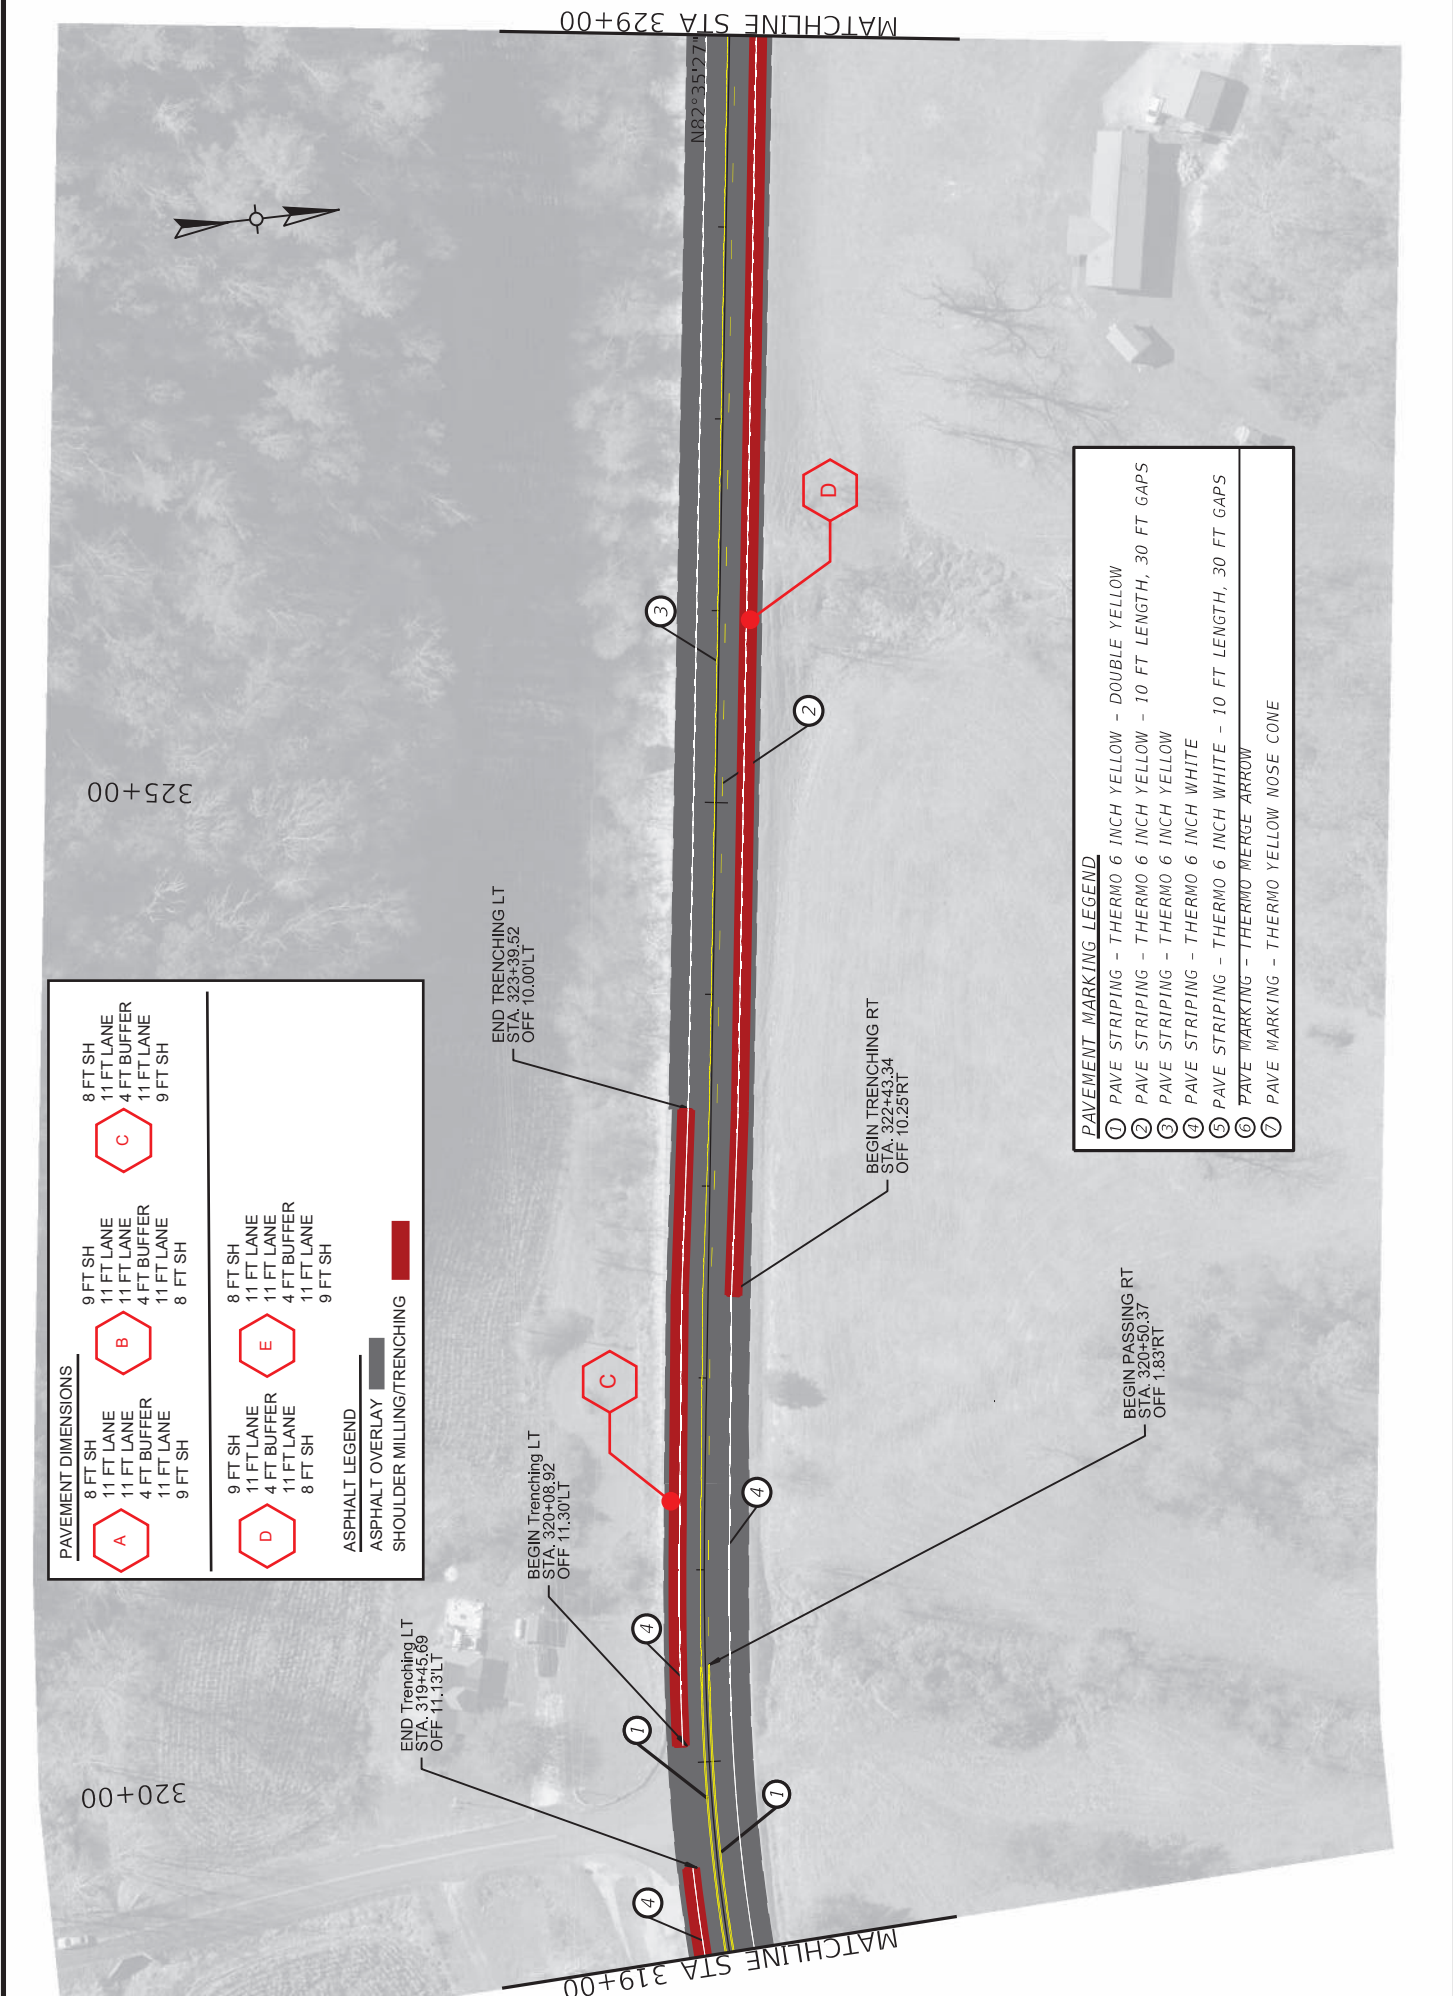 MATCHLINE STA 329+00
N82°35'27"
325+00
320+00
MATCHLINE STA 319+00
PAVEMENT DIMENSIONS
A
8 FT SH
11 FT LANE
11 FT LANE
4 FT BUFFER
11 FT LANE
9 FT SH
B
9 FT SH
11 FT LANE
11 FT LANE
4 FT BUFFER
11 FT LANE
8 FT SH
C
8 FT SH
11 FT LANE
4 FT BUFFER
11 FT LANE
9 FT SH
D
9 FT SH
11 FT LANE
4 FT BUFFER
11 FT LANE
8 FT SH
E
8 FT SH
11 FT LANE
11 FT LANE
4 FT BUFFER
11 FT LANE
9 FT SH
ASPHALT LEGEND
ASPHALT OVERLAY
SHOULDER MILLING/TRENCHING
END Trenching LT
STA. 319+45.69
OFF 11.13'LT
BEGIN Trenching LT
STA. 320+08.92
OFF 11.30'LT
END TRENCHING LT
STA. 323+39.52
OFF 10.00'LT
4
1
4
C
3
1
4
2
D
BEGIN PASSING RT
STA. 320+50.37
OFF 1.83'RT
BEGIN TRENCHING RT
STA. 322+43.34
OFF 10.25'RT
PAVEMENT MARKING LEGEND
1 PAVE STRIPING - THERMO 6 INCH YELLOW - DOUBLE YELLOW
2 PAVE STRIPING - THERMO 6 INCH YELLOW - 10 FT LENGTH, 30 FT GAPS
3 PAVE STRIPING - THERMO 6 INCH YELLOW
4 PAVE STRIPING - THERMO 6 INCH WHITE
5 PAVE STRIPING - THERMO 6 INCH WHITE - 10 FT LENGTH, 30 FT GAPS
6 PAVE MARKING - THERMO MERGE ARROW
7 PAVE MARKING - THERMO YELLOW NOSE CONE